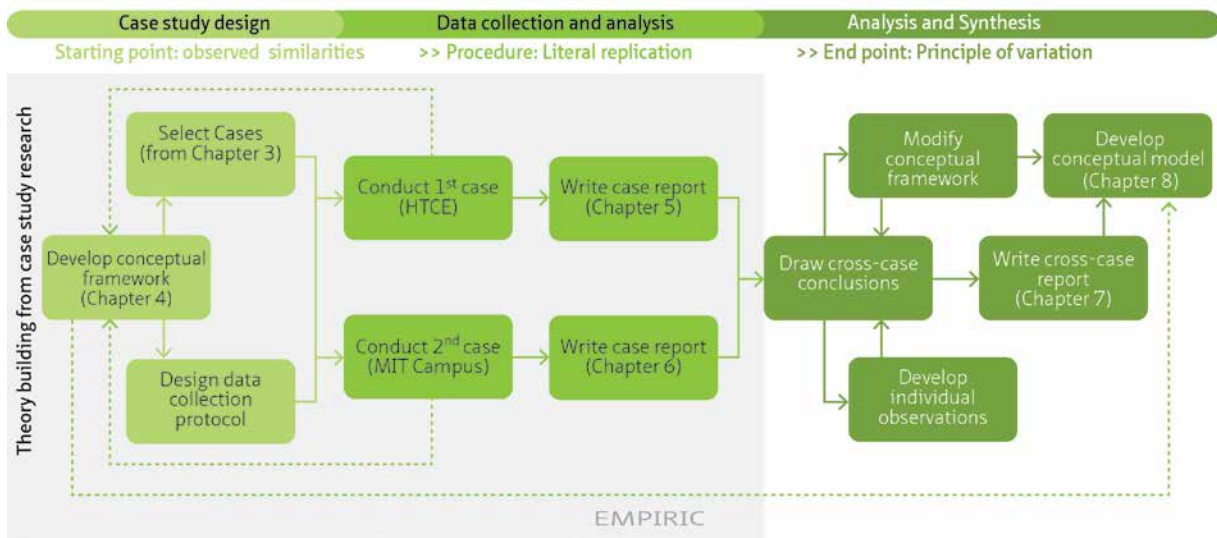 Case study design
Data collection and analysis
Analysis and Synthesis
Starting point: observed similarities
>> Procedure: Literal replication
>> End point: Principle of variation
Theory building from case study research
Select Cases
(from Chapter 3)
Develop conceptual
framework
(Chapter 4)
Design data
collection
protocol
Conduct 1st case
(HTCE)
Write case report
(Chapter 5)
Conduct 2nd case
(MIT Campus)
Write case report
(Chapter 6)
Draw cross-case
conclusions
Modify
conceptual
framework
Develop
conceptual model
(Chapter 8)
Write cross-case
report
(Chapter 7)
Develop
individual
observations
EMPIRIC